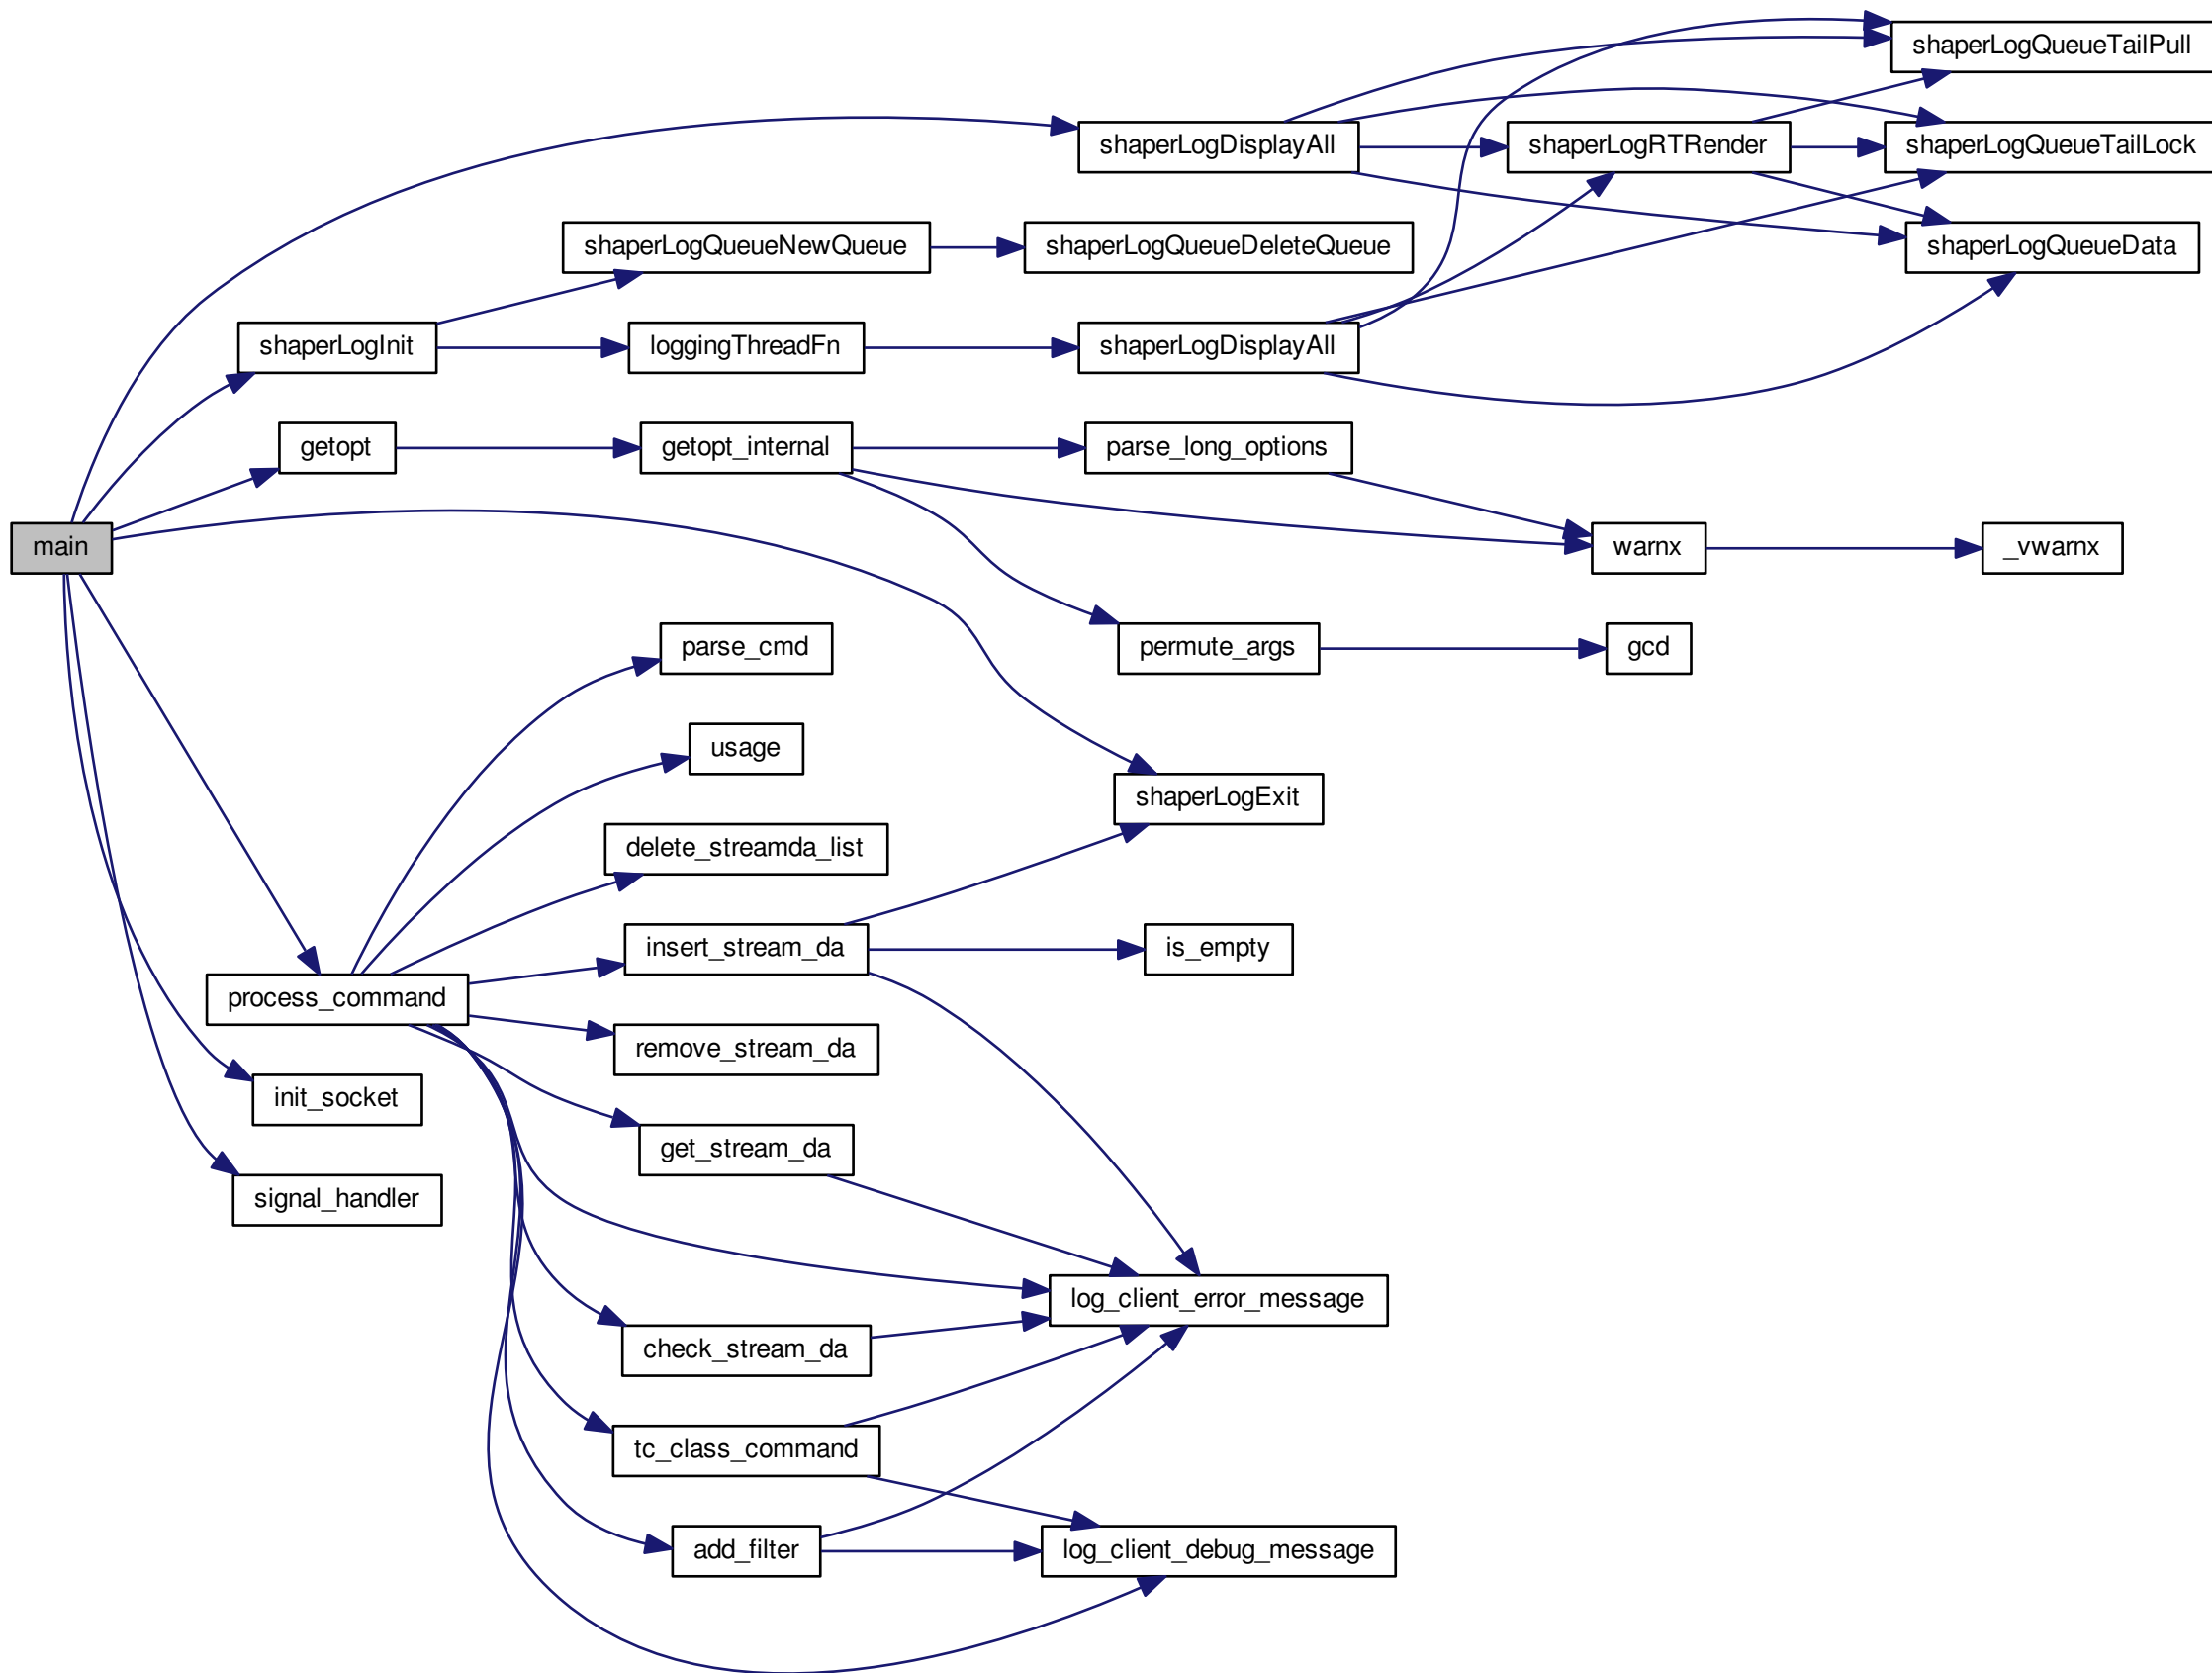 shaperLogQueueTailPull
shaperLogDisplayAll
shaperLogRTRender
shaperLogQueueTailLock
shaperLogQueueNewQueue
shaperLogQueueDeleteQueue
shaperLogQueueData
shaperLogInit
loggingThreadFn
shaperLogDisplayAll
getopt
getopt_internal
parse_long_options
main
warnx
_vwarnx
parse_cmd
permute_args
gcd
usage
shaperLogExit
delete_streamda_list
insert_stream_da
is_empty
process_command
remove_stream_da
init_socket
get_stream_da
signal_handler
log_client_error_message
check_stream_da
tc_class_command
add_filter
log_client_debug_message